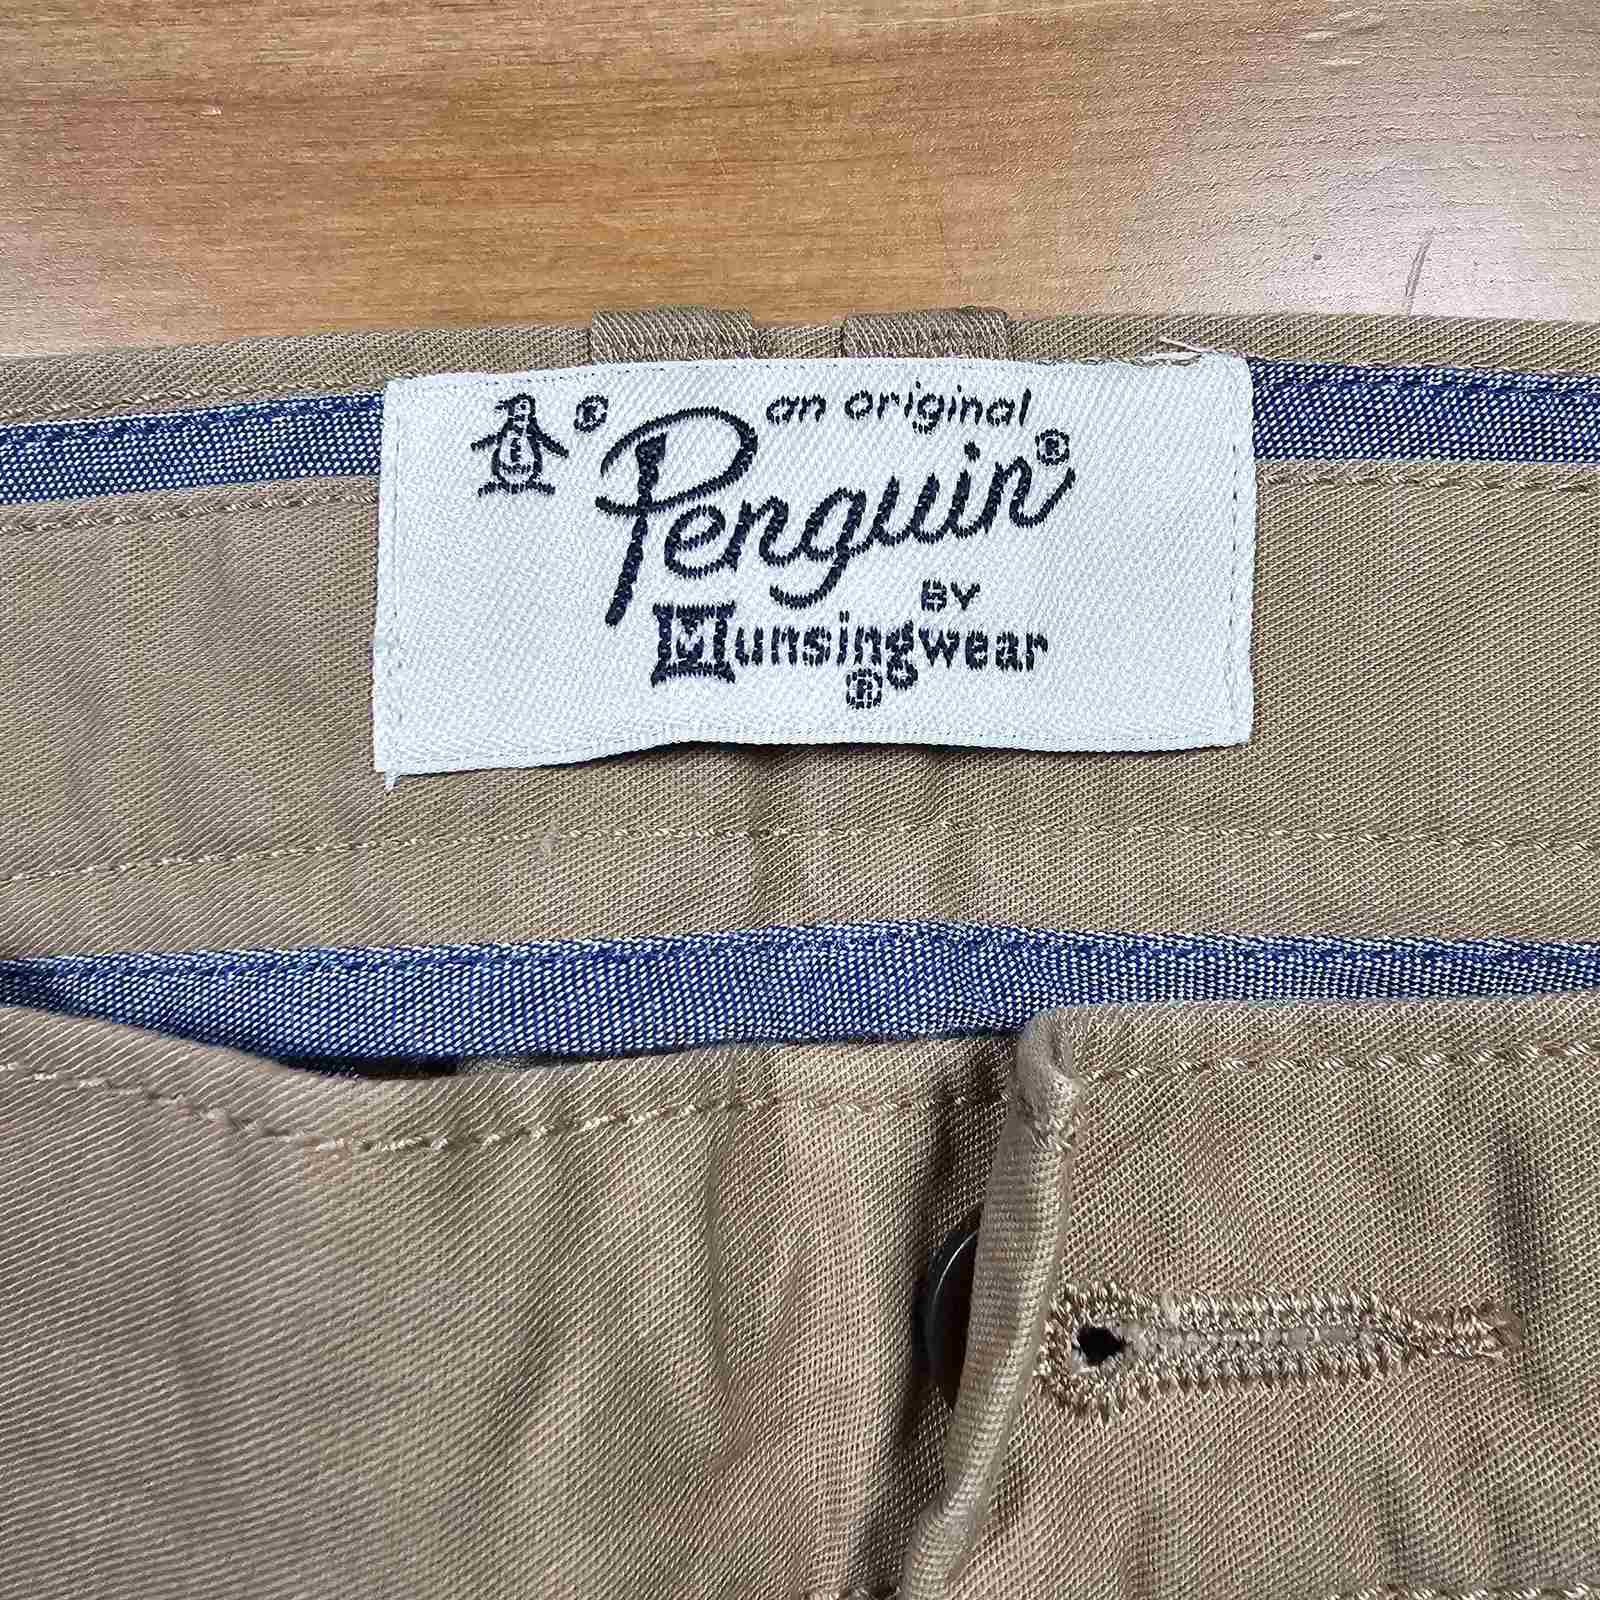 ® an original
Penguin®
BY
Munsingwear
®